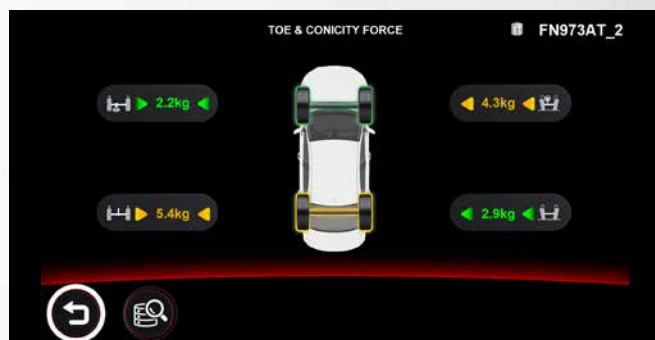 TOE & CONICITY FORCE
FN973AT_2
2.2kg
4.3kg
5.4kg
2.9kg